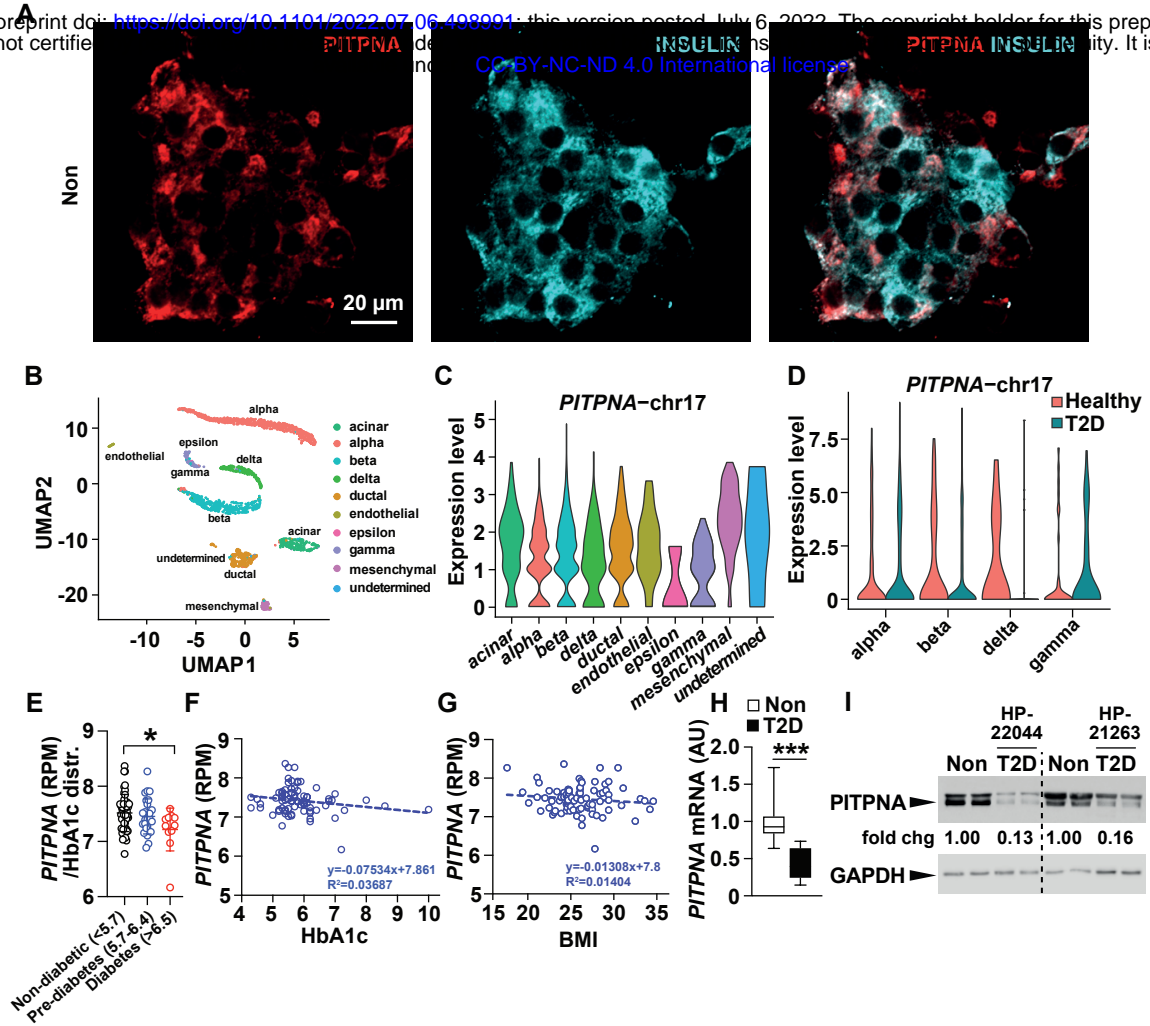 reprint doi: https://doi.org/10.1101/2022.07.06.498991; this version posted July 6, 2022. The copyright holder for this prep
not certifie
CC-BY-NC-ND 4.0 International license
A
PITPNA
INSULIN
PITPNA INSULIN
Non
20 µm
B
UMAP2
10
0
-10
-20
-10
-5
0
5
UMAP1
alpha
epsilon
endothelial
gamma
delta
beta
acinar
undetermined
ductal
mesenchymal
acinar
alpha
beta
delta
ductal
endothelial
epsilon
gamma
mesenchymal
undetermined
C
PITPNA−chr17
Expression level
5
4
3
2
1
0
acinar
alpha
beta
delta
ductal
endothelial
epsilon
gamma
mesenchymal
undetermined
D
PITPNA−chr17
Healthy
T2D
Expression level
7.5
5.0
2.5
0
alpha
beta
delta
gamma
E
PITPNA (RPM)
/HbA1c distr.
9
8
7
6
*
Non-diabetic (<5.7)
Pre-diabetes (5.7-6.4)
Diabetes (>6.5)
F
PITPNA (RPM)
9
8
7
6
5
y=-0.07534x+7.861
R²=0.03687
4 5 6 7 8 9 10
HbA1c
G
PITPNA (RPM)
9
8
7
6
5
y=-0.01308x+7.8
R²=0.01404
15 20 25 30 35
BMI
H
Non
T2D
PITPNA mRNA (AU)
2.0
1.0
0.5
0
***
I
HP-
22044
HP-
21263
Non T2D Non T2D
PITPNA
fold chg 1.00 0.13 1.00 0.16
GAPDH